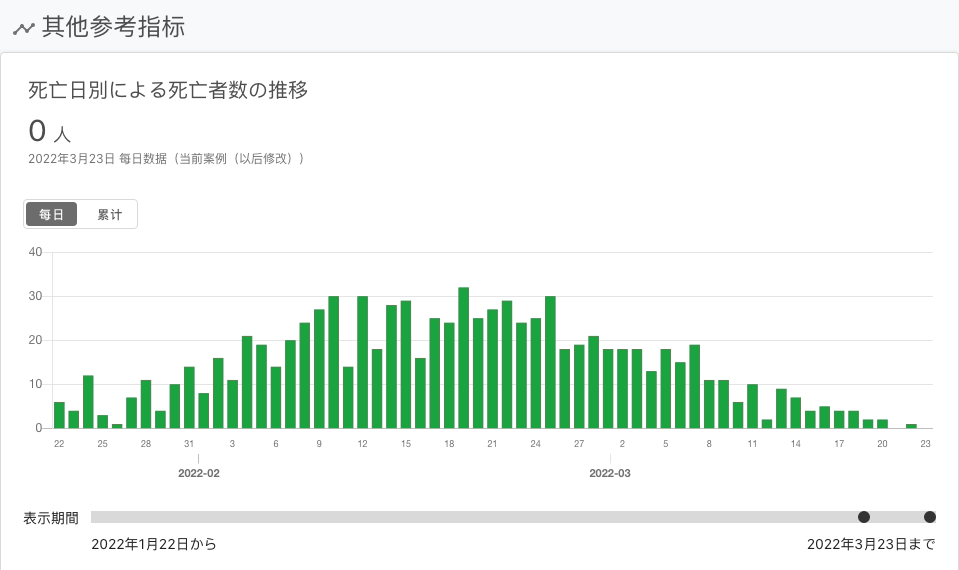 其他参考指标
死亡日別による死亡者数の推移
0 人
2022年3月23日 每日数据（当前案例（以后修改））
每日 累计
40
30
20
10
0
22 25 28 31 3 6 9 12 15 18 21 24 27 2 5 8 11 14 17 20 23
2022-02 2022-03
表示期間
2022年1月22日から 2022年3月23日まで